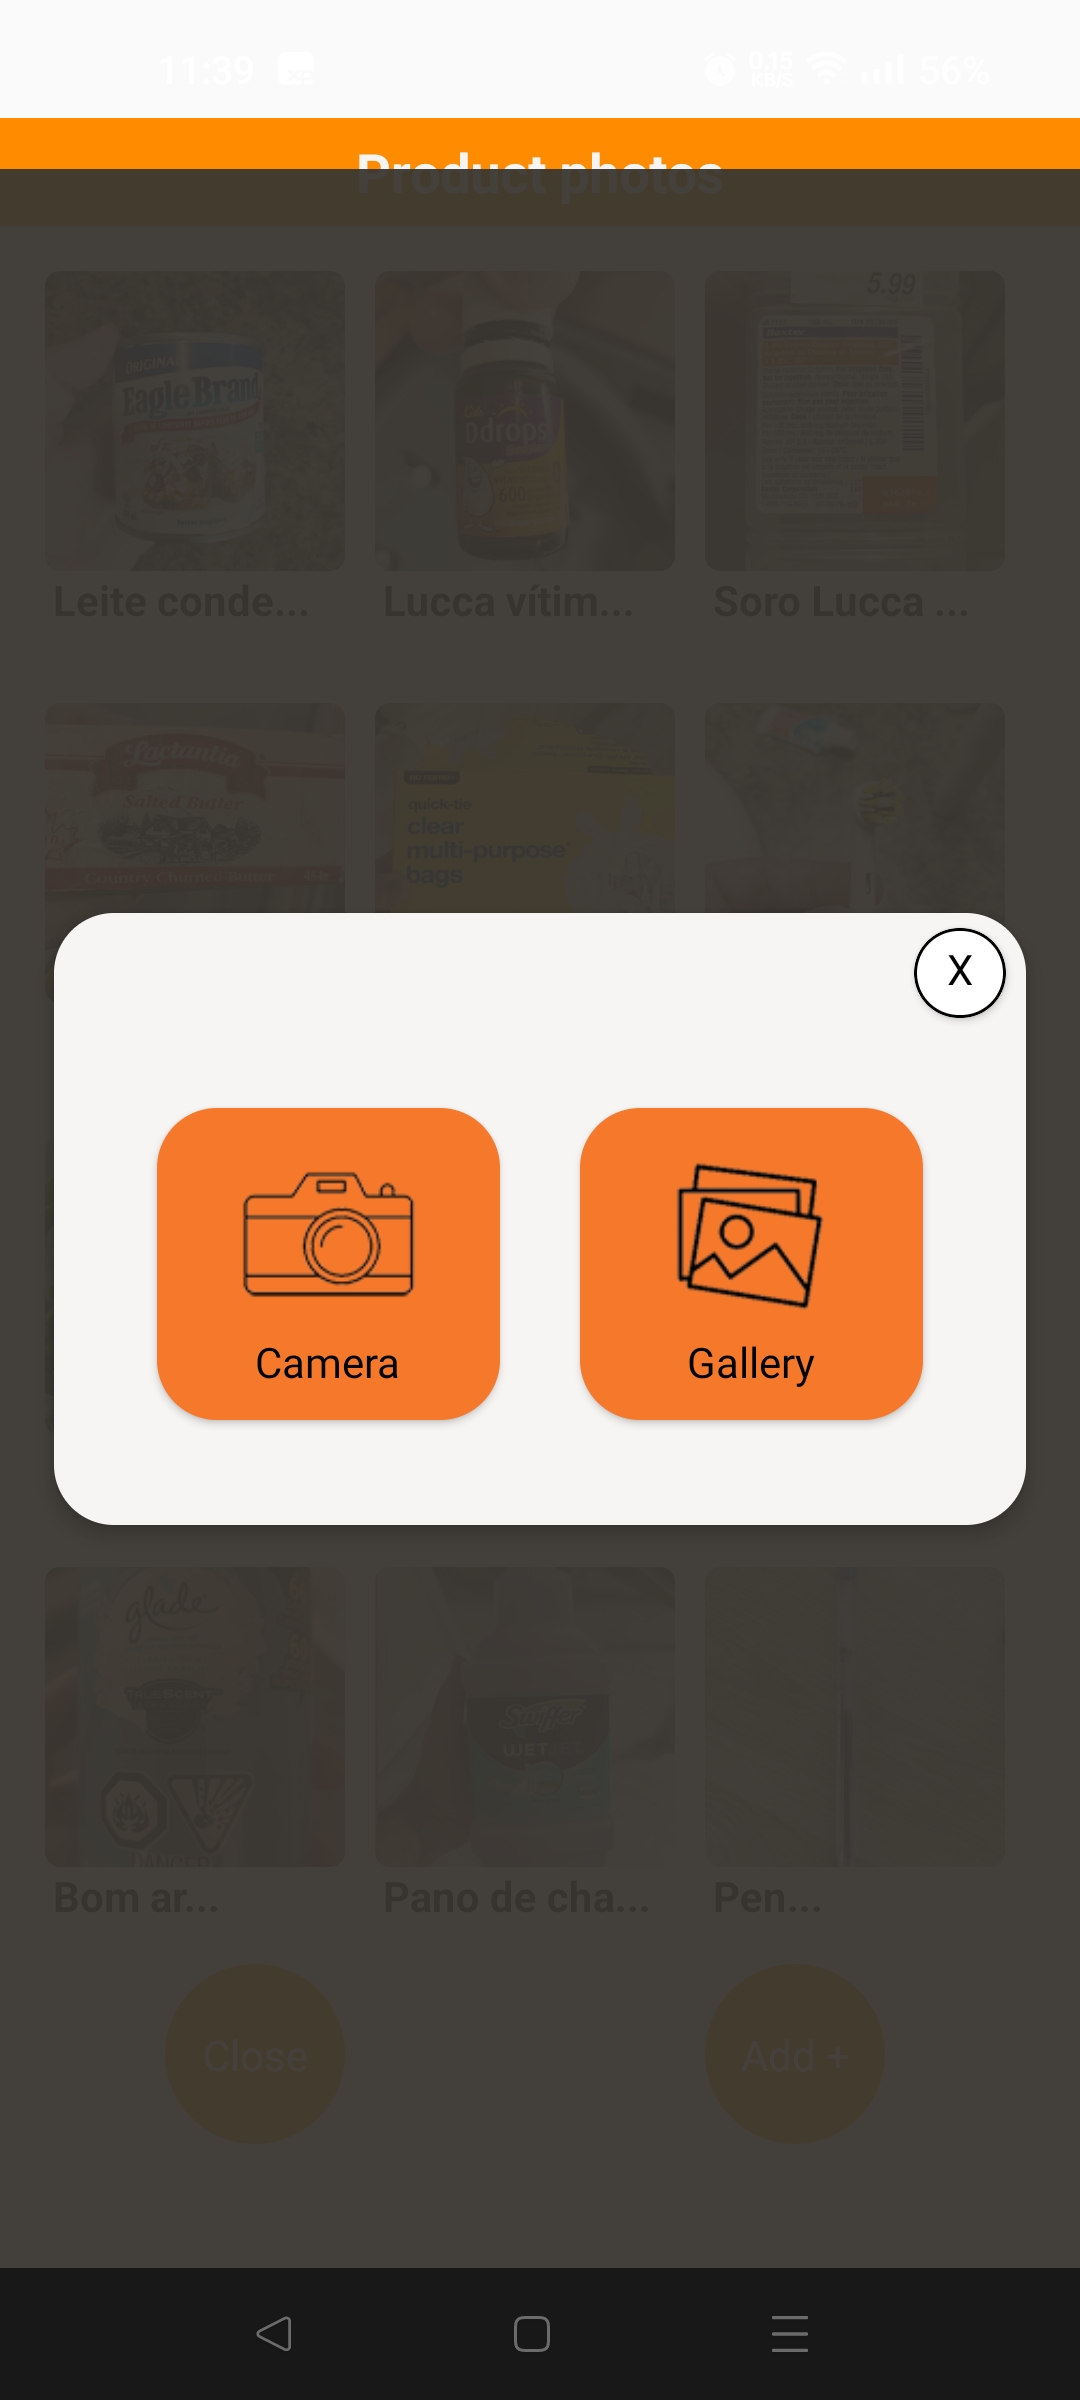 11:39
0.15
KB/S
56%
Product photos
5.99
ORIGINAL
Eagle Brand
Ddrops
600
Leite conde...
Lucca vítim...
Soro Lucca ...
Lactantia
Salted Butter
Country Churned Butter
quick-tie
clear
multi-purpose
bags
X
Camera
Gallery
glade
Swiffer
WETJET
DANGER
Bom ar...
Pano de cha...
Pen...
Close
Add +